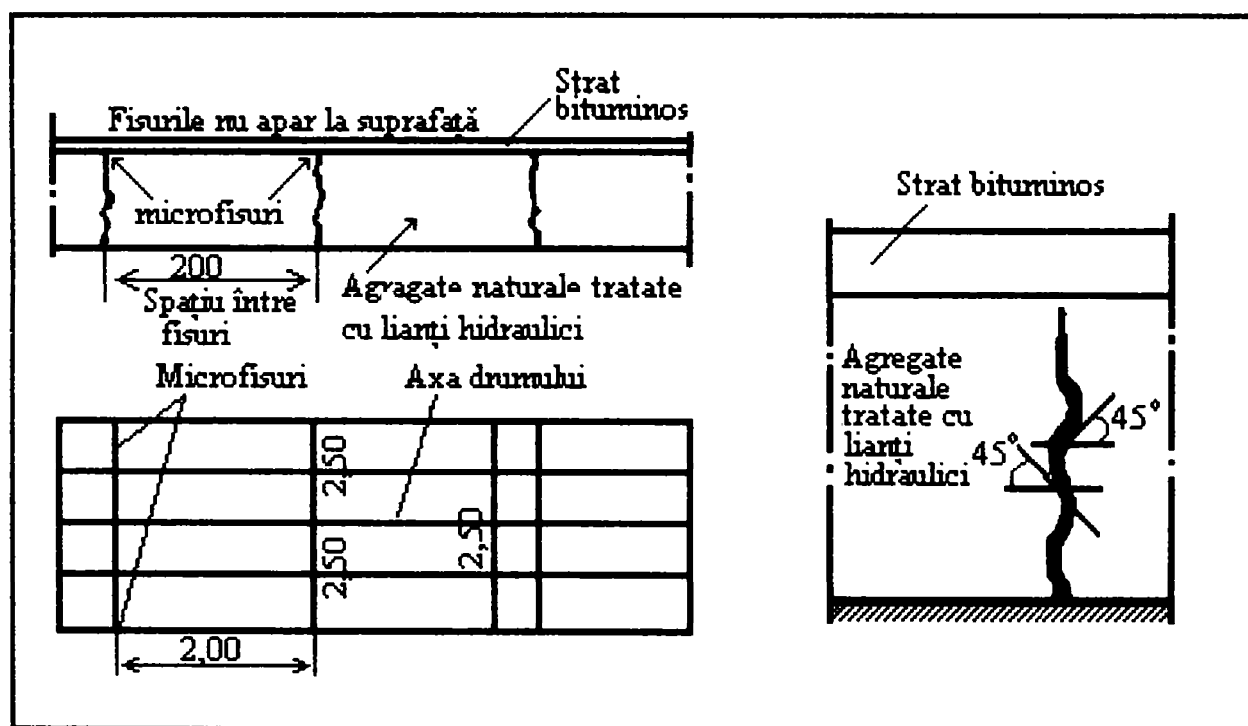 Strat
bituminos
Fisurile nu apar la suprafață
microfisuri
200
Spațiu între
fisuri
Agragate naturale tratate
cu lianți hidraulici
Microfisuri
Axa drumului
2,50
2,50
2,50
2,00
Strat bituminos
Agregate
naturale
tratate cu
lianți
hidraulici
45°
45°